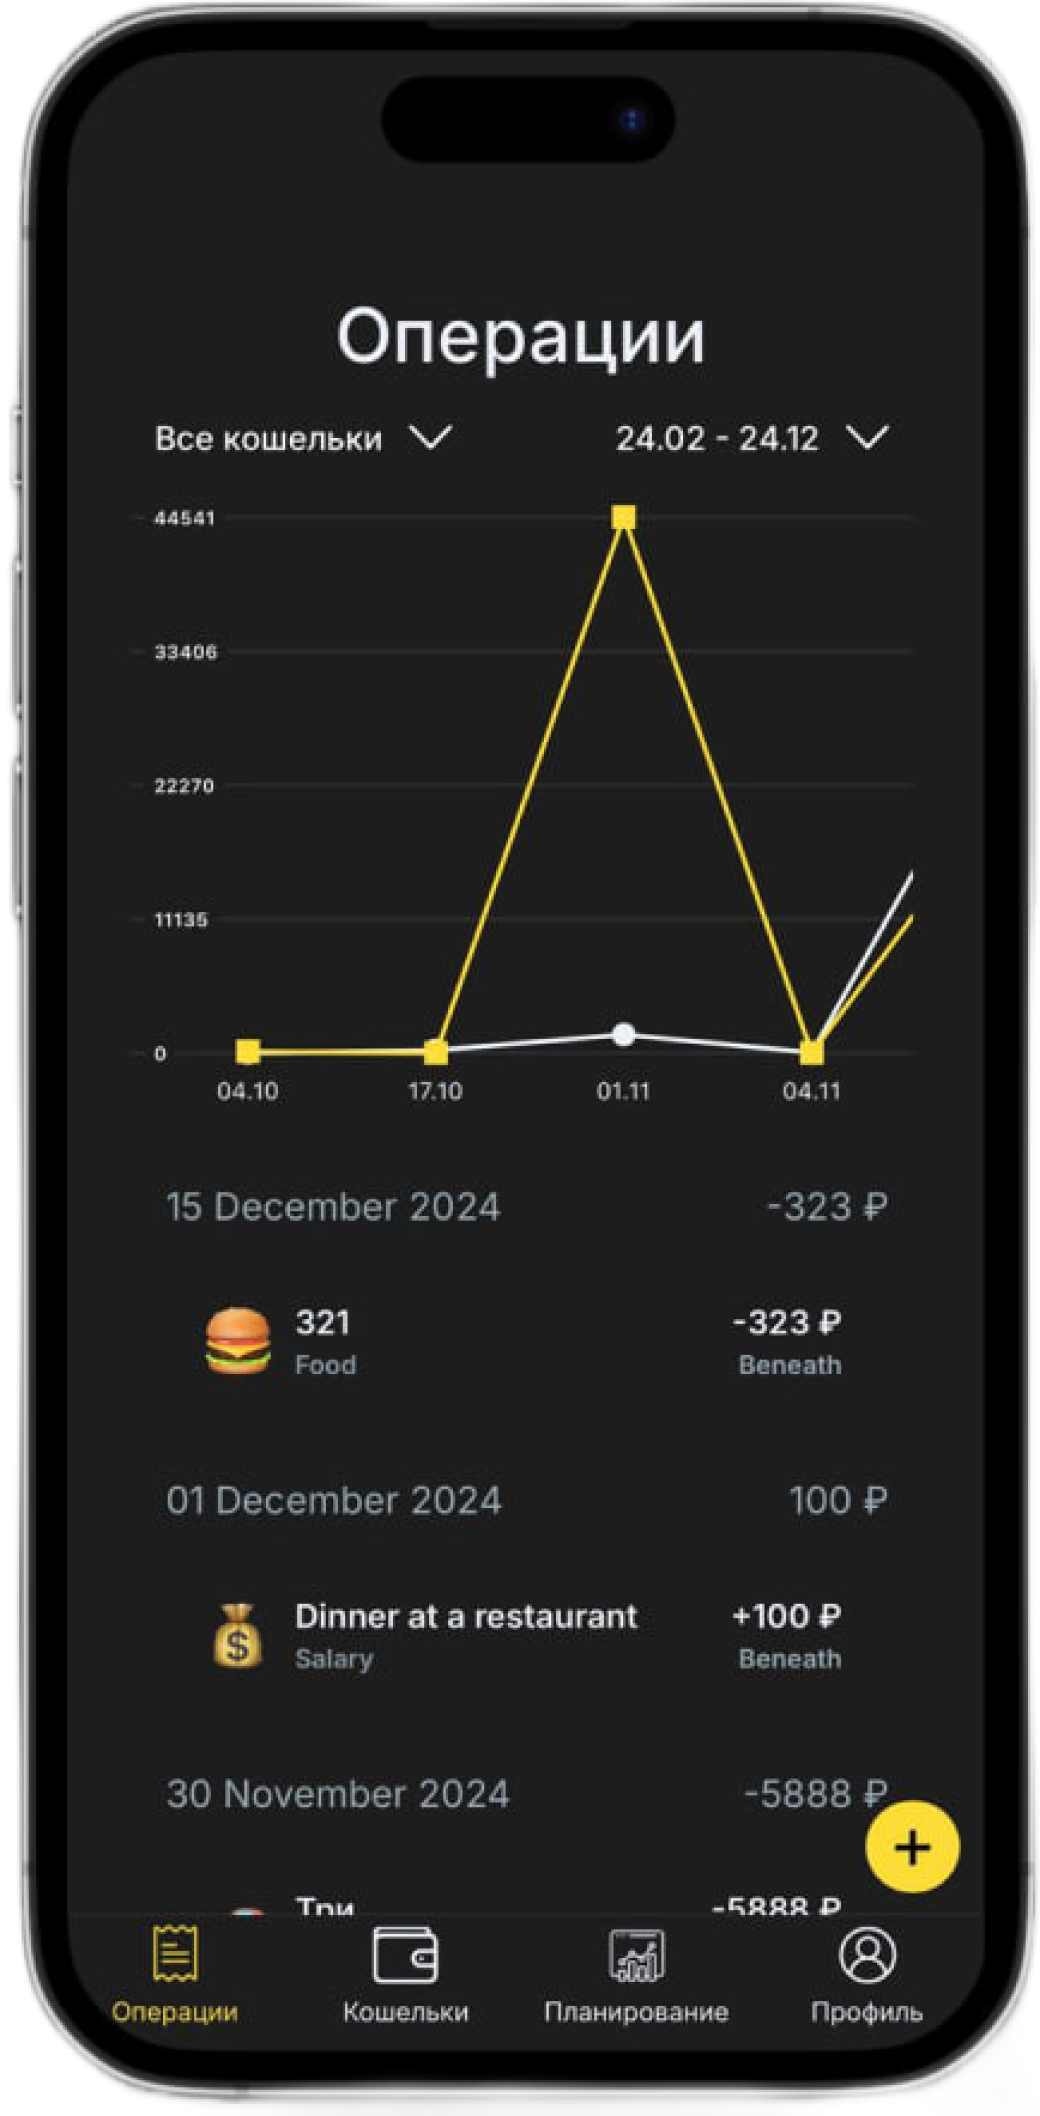 Операции
Все кошельки 24.02 - 24.12
44541
33406
22270
11135
0
04.10 17.10 01.11 04.11
15 December 2024 -323 ₽
321 -323 ₽
Food Beneath
01 December 2024 100 ₽
$ Dinner at a restaurant +100 ₽
Salary Beneath
30 November 2024 -5888 ₽
+
Три -5888 ₽
Операции Кошельки Планирование Профиль